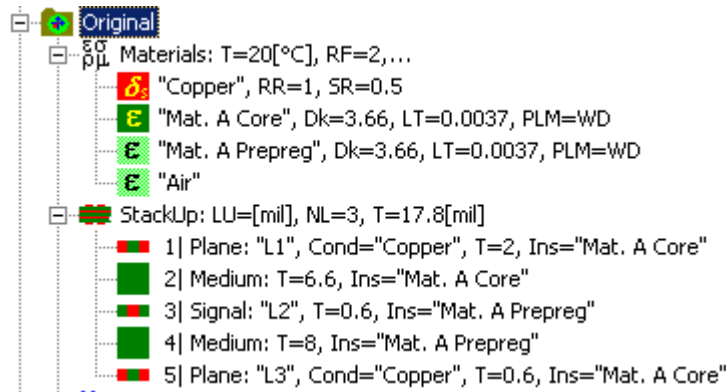 Original
εσ ρμ Materials: T=20[°C], RF=2,...
δs "Copper", RR=1, SR=0.5
ε "Mat. A Core", Dk=3.66, LT=0.0037, PLM=WD
ε "Mat. A Prepreg", Dk=3.66, LT=0.0037, PLM=WD
ε "Air"
StackUp: LU=[mil], NL=3, T=17.8[mil]
1| Plane: "L1", Cond="Copper", T=2, Ins="Mat. A Core"
2| Medium: T=6.6, Ins="Mat. A Core"
3| Signal: "L2", T=0.6, Ins="Mat. A Prepreg"
4| Medium: T=8, Ins="Mat. A Prepreg"
5| Plane: "L3", Cond="Copper", T=0.6, Ins="Mat. A Core"